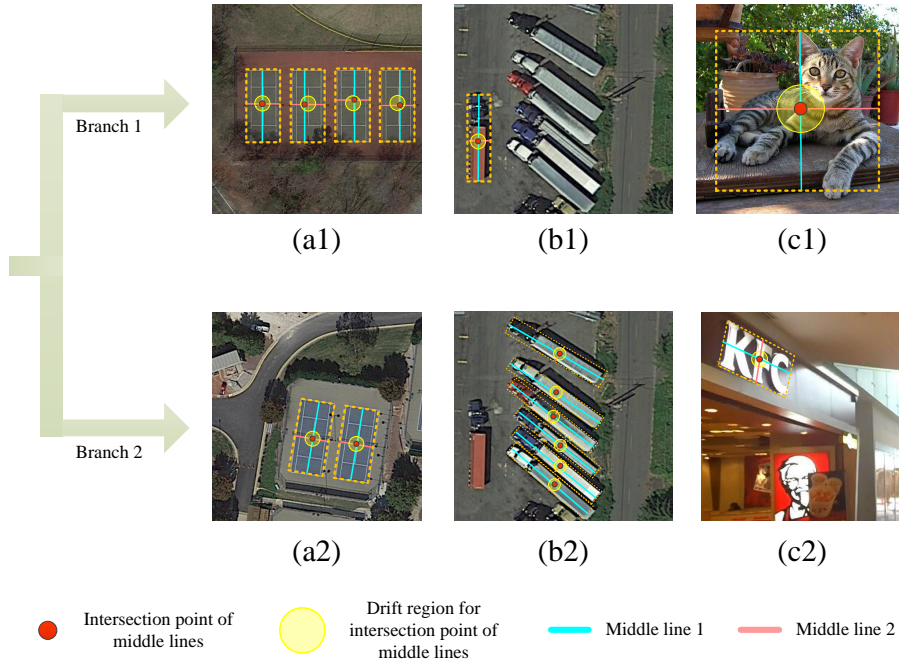 Branch 1
(a1)
(b1)
(c1)
KFC
Branch 2
(a2)
(b2)
(c2)
Intersection point of
middle lines
Drift region for
intersection point of
middle lines
Middle line 1
Middle line 2